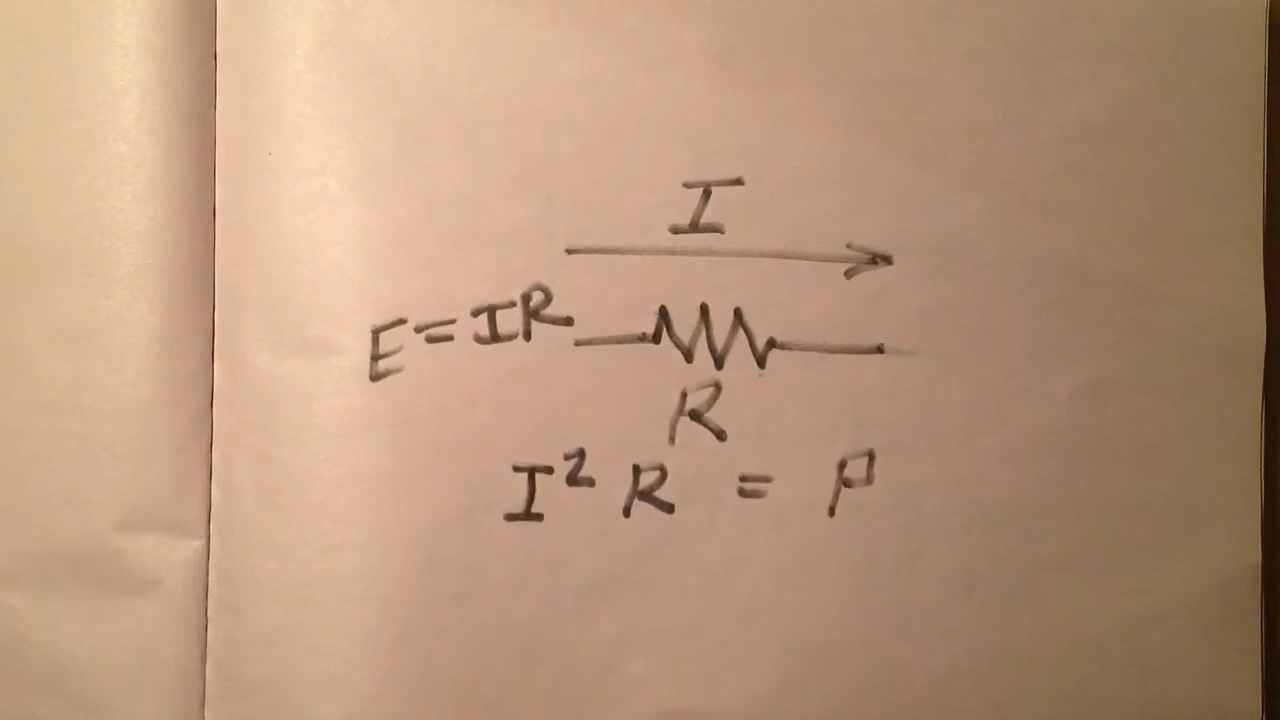 I
E=IR
R
I² R = P